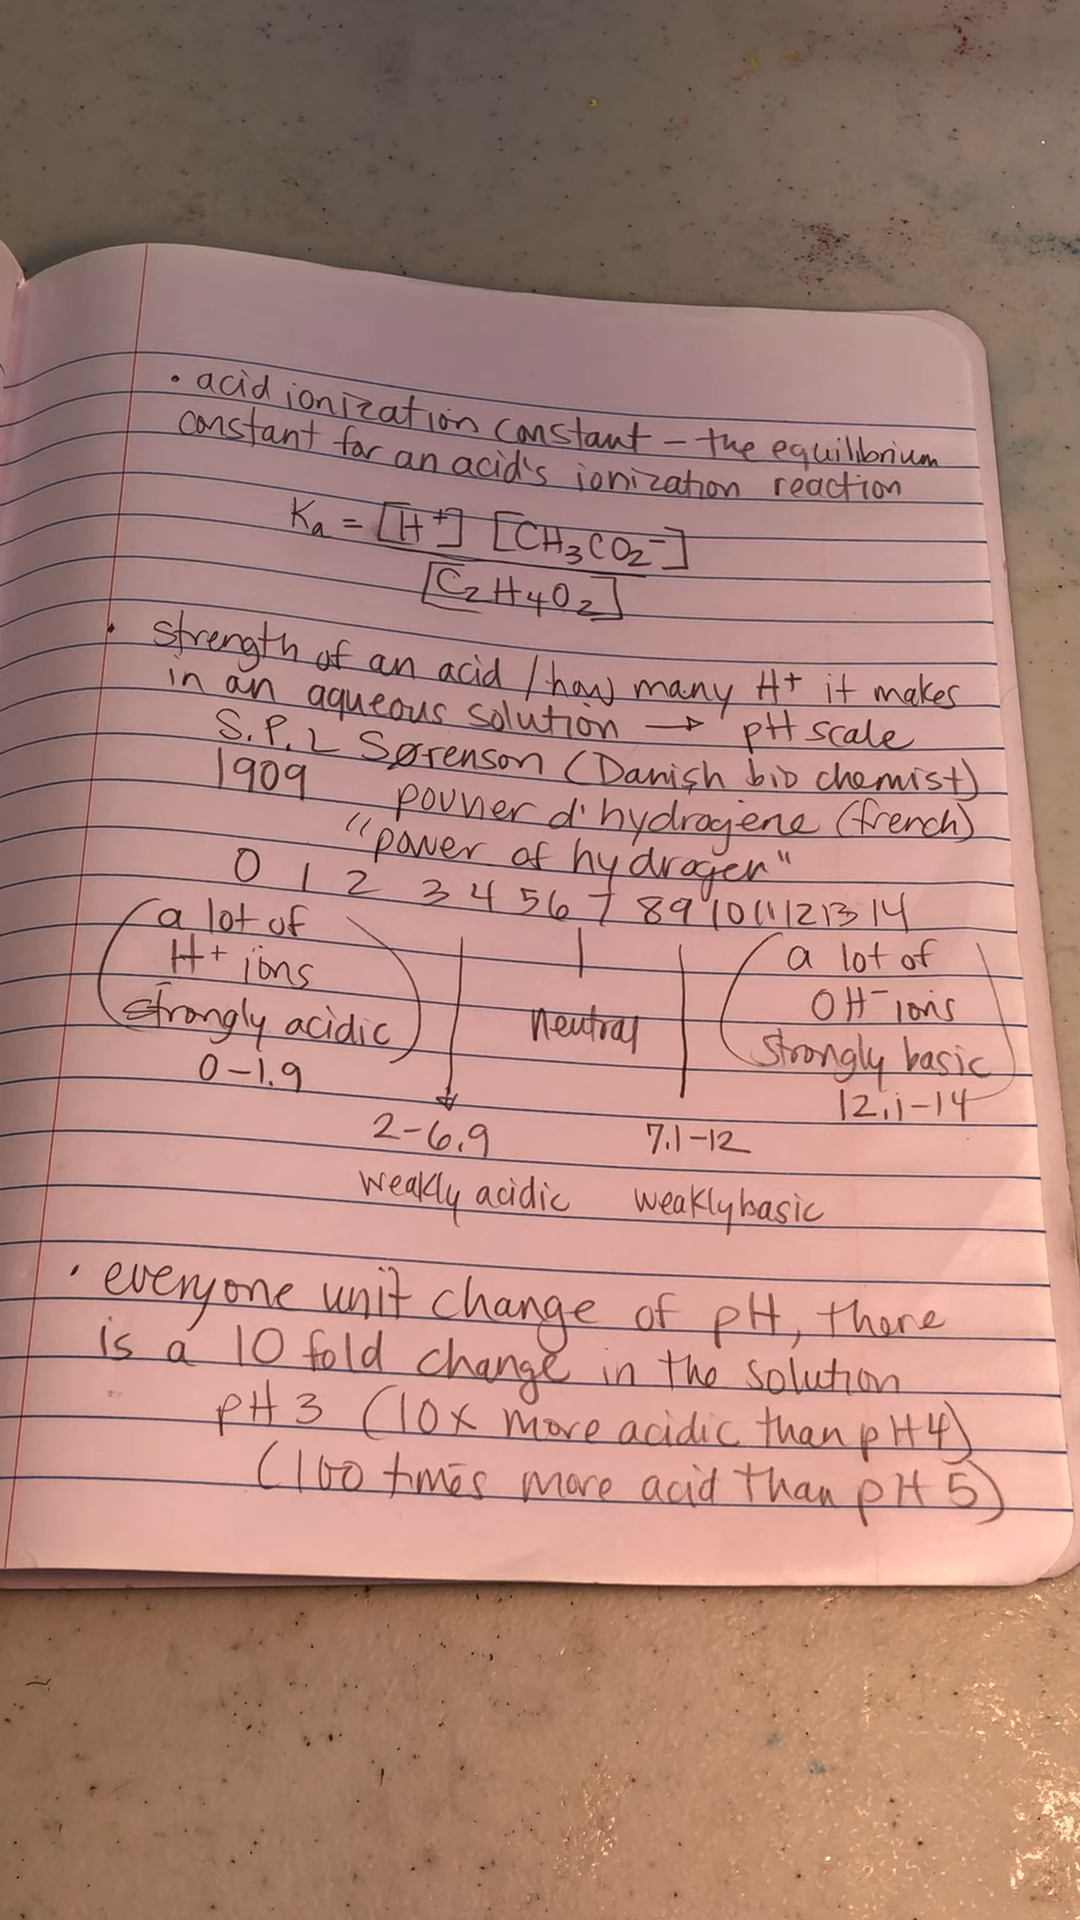 • acid ionization constant – the equilibrium
constant for an acid's ionization reaction
Ka = [H+] [CH3CO2−]
[C2H4O2]
• strength of an acid / how many H+ it makes
in an aqueous solution → pH scale
S.P.L Sørenson (Danish bio chemist)
1909 pouver d'hydrogène (french)
"power of hydrogen"
0 1 2 3 4 5 6 7 8 9 10 11 12 13 14
a lot of
H+ ions
strongly acidic
0–1.9
neutral
a lot of
OH− ions
strongly basic
12.1–14
2–6.9
weakly acidic
7.1–12
weakly basic
• everyone unit change of pH, there
is a 10 fold change in the solution
pH 3 (10x more acidic than pH 4)
(100 times more acid than pH 5)